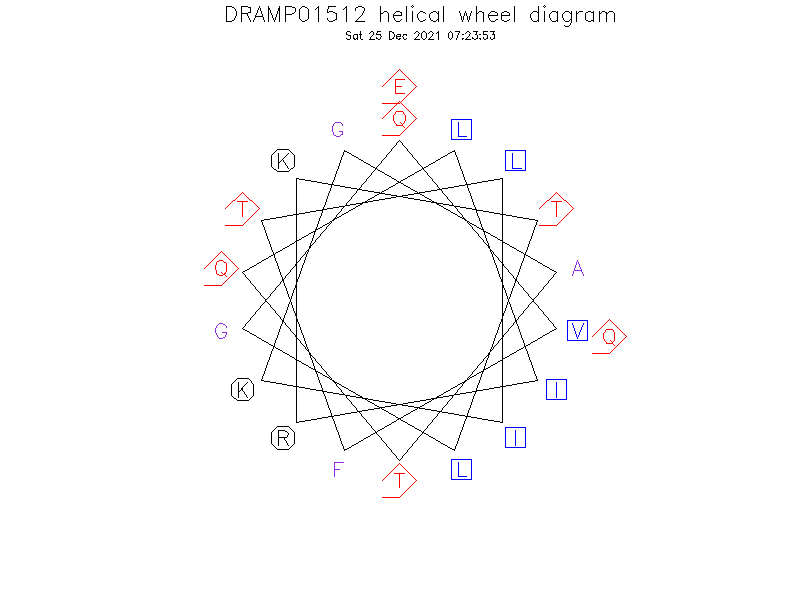 DRAMP01512 helical wheel diagram
Sat 25 Dec 2021 07:23:53
E
Q
G L
K L
T T
Q A
G V Q
K I
R I
F L
T